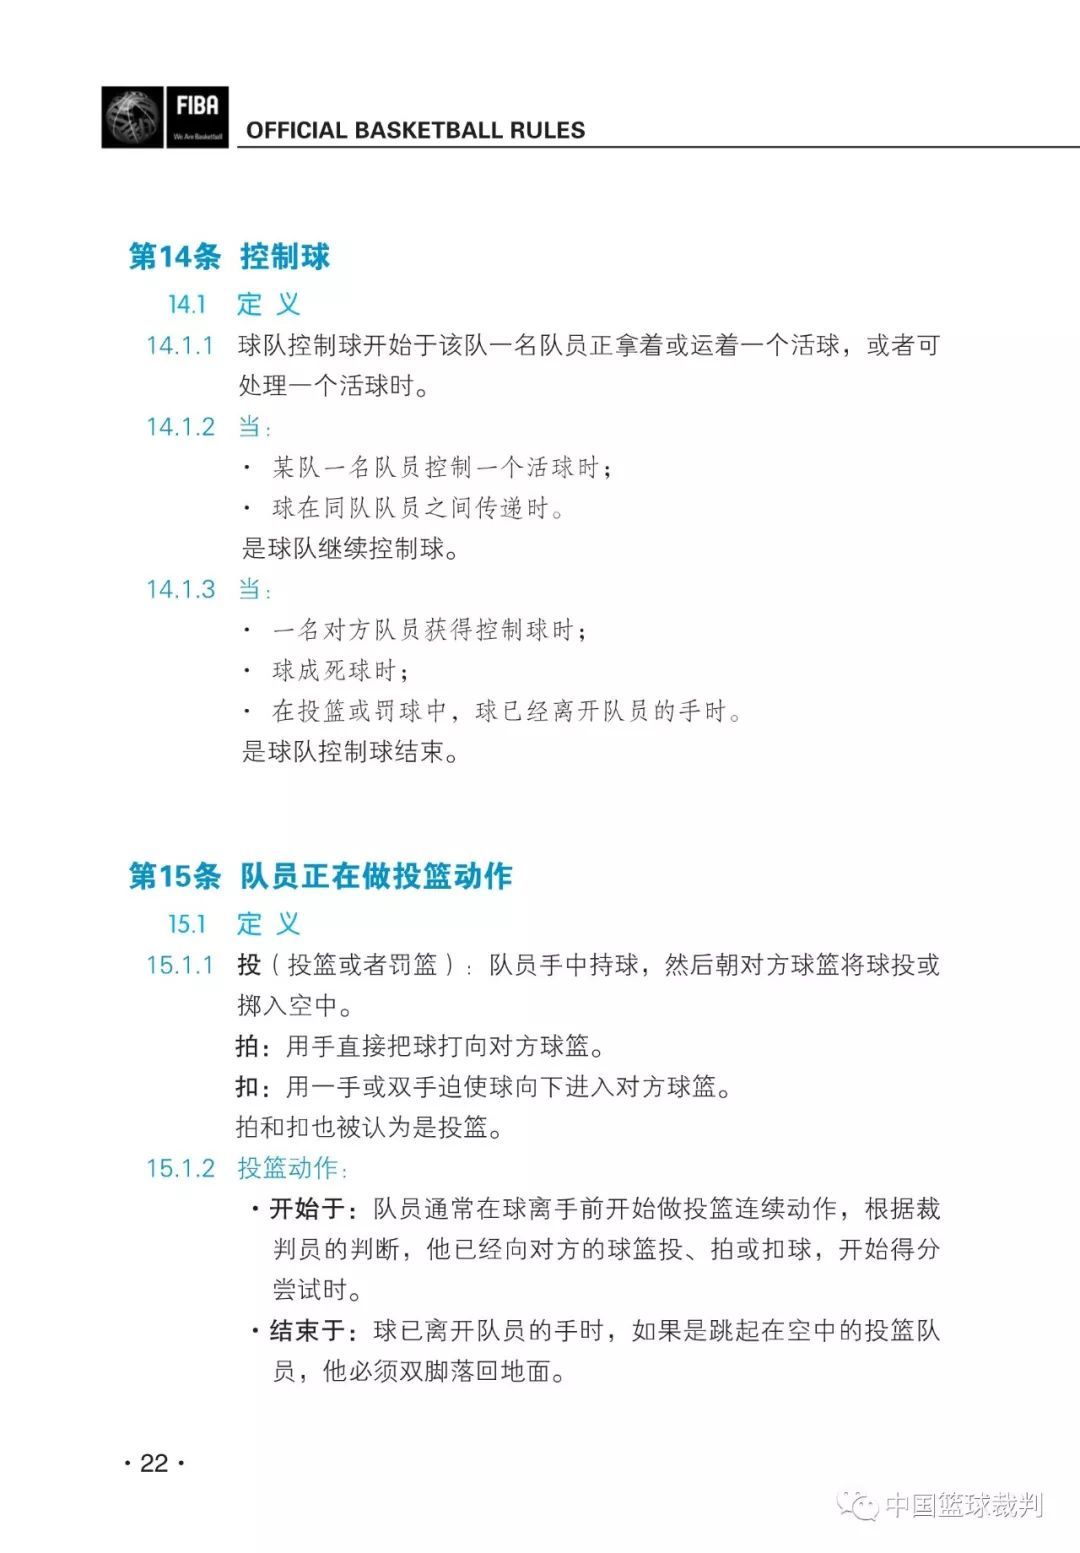 FIBA
We Are Basketball
OFFICIAL BASKETBALL RULES
第14条 控制球
14.1 定 义
14.1.1 球队控制球开始于该队一名队员正拿着或运着一个活球，或者可
处理一个活球时。
14.1.2 当：
· 某队一名队员控制一个活球时；
· 球在同队队员之间传递时。
是球队继续控制球。
14.1.3 当：
· 一名对方队员获得控制球时；
· 球成死球时；
· 在投篮或罚球中，球已经离开队员的手时。
是球队控制球结束。
第15条 队员正在做投篮动作
15.1 定 义
15.1.1 投（投篮或者罚篮）：队员手中持球，然后朝对方球篮将球投或
掷入空中。
拍：用手直接把球打向对方球篮。
扣：用一手或双手迫使球向下进入对方球篮。
拍和扣也被认为是投篮。
15.1.2 投篮动作：
·开始于：队员通常在球离手前开始做投篮连续动作，根据裁
判员的判断，他已经向对方的球篮投、拍或扣球，开始得分
尝试时。
·结束于：球已离开队员的手时，如果是跳起在空中的投篮队
员，他必须双脚落回地面。
· 22 ·
中国篮球裁判